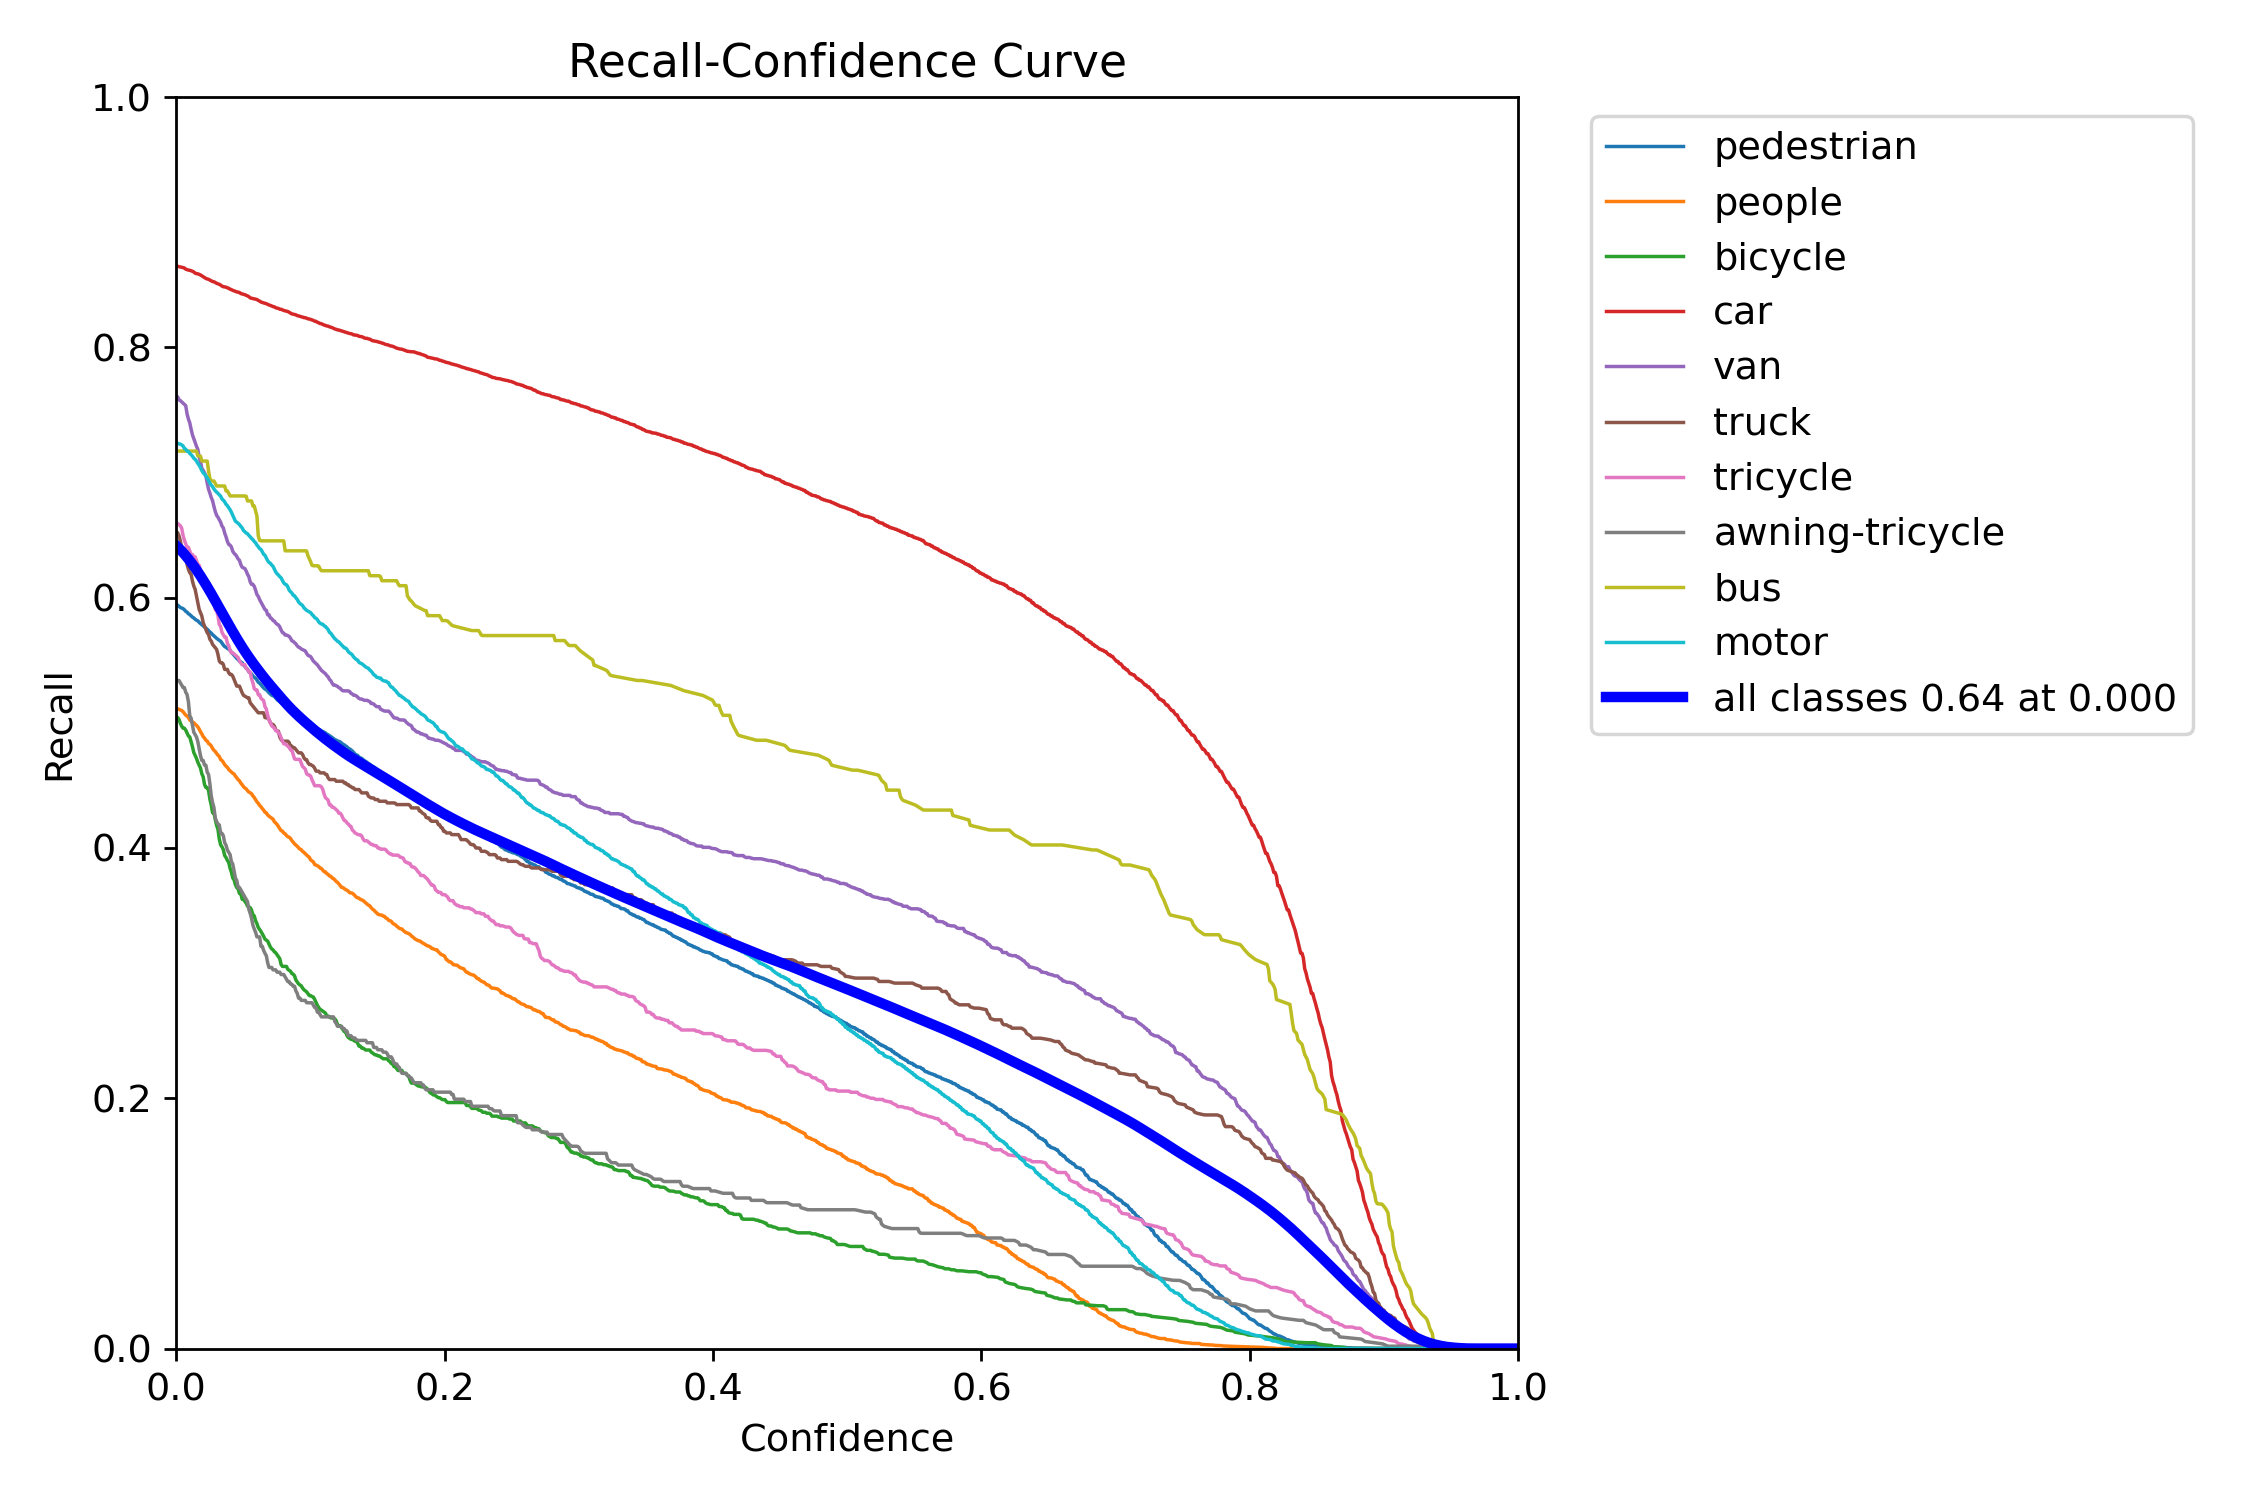 Recall-Confidence Curve
1.0
0.8
0.6
0.4
0.2
0.0
Recall
0.0 0.2 0.4 0.6 0.8 1.0
Confidence
pedestrian
people
bicycle
car
van
truck
tricycle
awning-tricycle
bus
motor
all classes 0.64 at 0.000